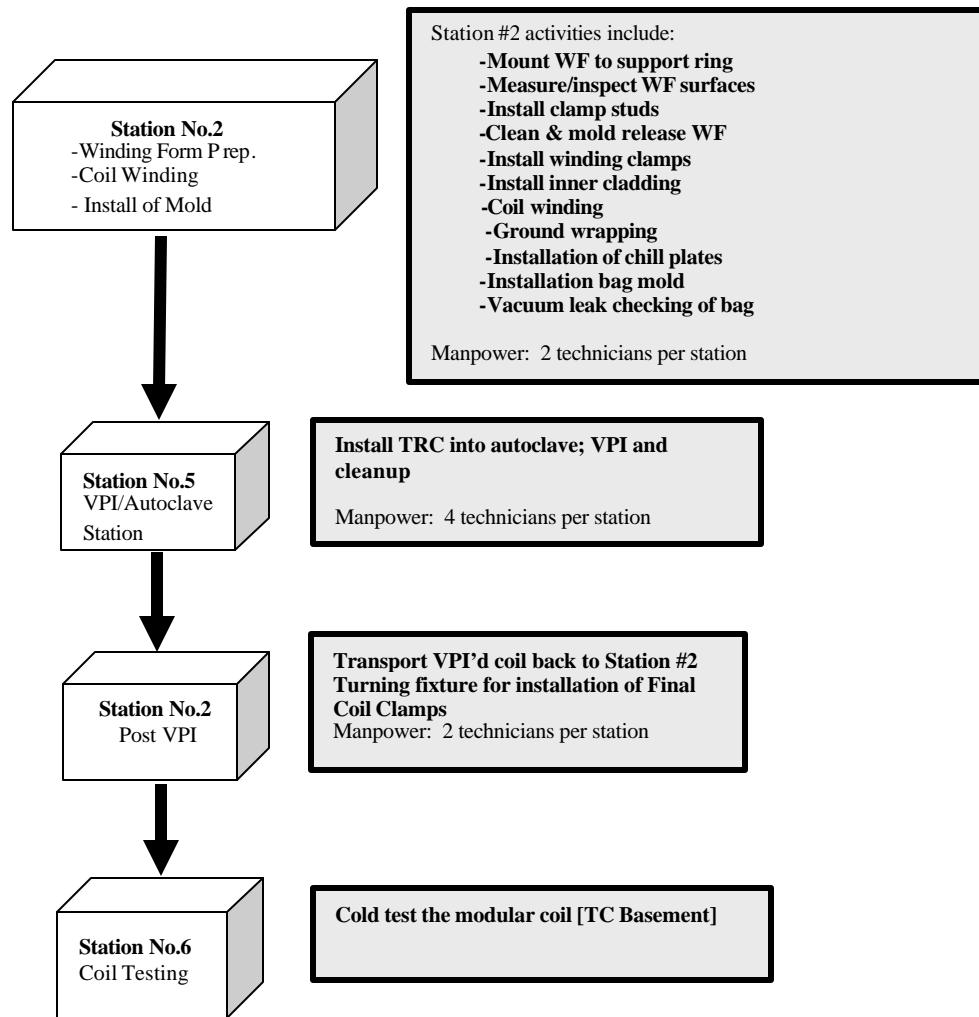 Station #2 activities include:
-Mount WF to support ring
-Measure/inspect WF surfaces
-Install clamp studs
-Clean & mold release WF
-Install winding clamps
-Install inner cladding
-Coil winding
-Ground wrapping
-Installation of chill plates
-Installation bag mold
-Vacuum leak checking of bag
Manpower: 2 technicians per station
Station No.2
-Winding Form Prep.
-Coil Winding
- Install of Mold
Station No.5
VPI/Autoclave
Station
Install TRC into autoclave; VPI and
cleanup
Manpower: 4 technicians per station
Station No.2
Post VPI
Transport VPI’d coil back to Station #2
Turning fixture for installation of Final
Coil Clamps
Manpower: 2 technicians per station
Station No.6
Coil Testing
Cold test the modular coil [TC Basement]